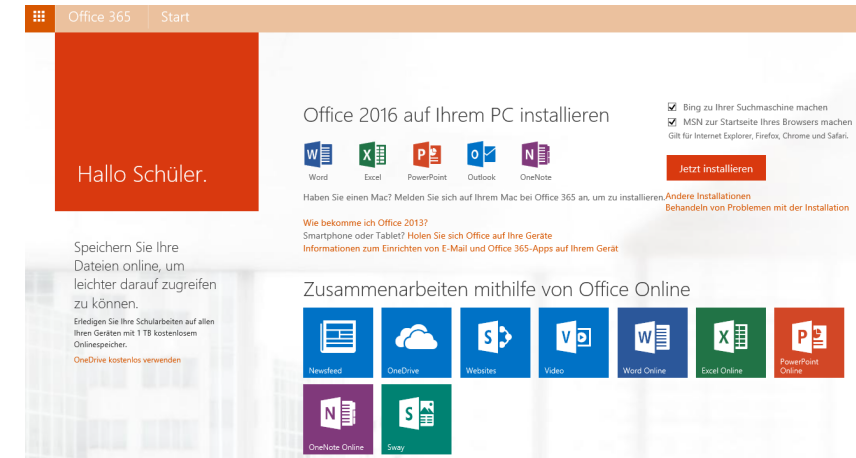 Office 365 Start
Hallo Schüler.
Speichern Sie Ihre
Dateien online, um
leichter darauf zugreifen
zu können.
Erledigen Sie Ihre Schularbeiten auf allen
Ihren Geräten mit 1 TB kostenlosem
Onlinespeicher.
OneDrive kostenlos verwenden
Office 2016 auf Ihrem PC installieren
Word Excel PowerPoint Outlook OneNote
Haben Sie einen Mac? Melden Sie sich auf Ihrem Mac bei Office 365 an, um zu installieren.
Wie bekomme ich Office 2013?
Smartphone oder Tablet? Holen Sie sich Office auf Ihre Geräte
Informationen zum Einrichten von E-Mail und Office 365-Apps auf Ihrem Gerät
Bing zu Ihrer Suchmaschine machen
MSN zur Startseite Ihres Browsers machen
Gilt für Internet Explorer, Firefox, Chrome und Safari.
Jetzt installieren
Andere Installationen
Behandeln von Problemen mit der Installation
Zusammenarbeiten mithilfe von Office Online
Newsfeed OneDrive Websites Video Word Online Excel Online PowerPoint
Online
OneNote Online Sway